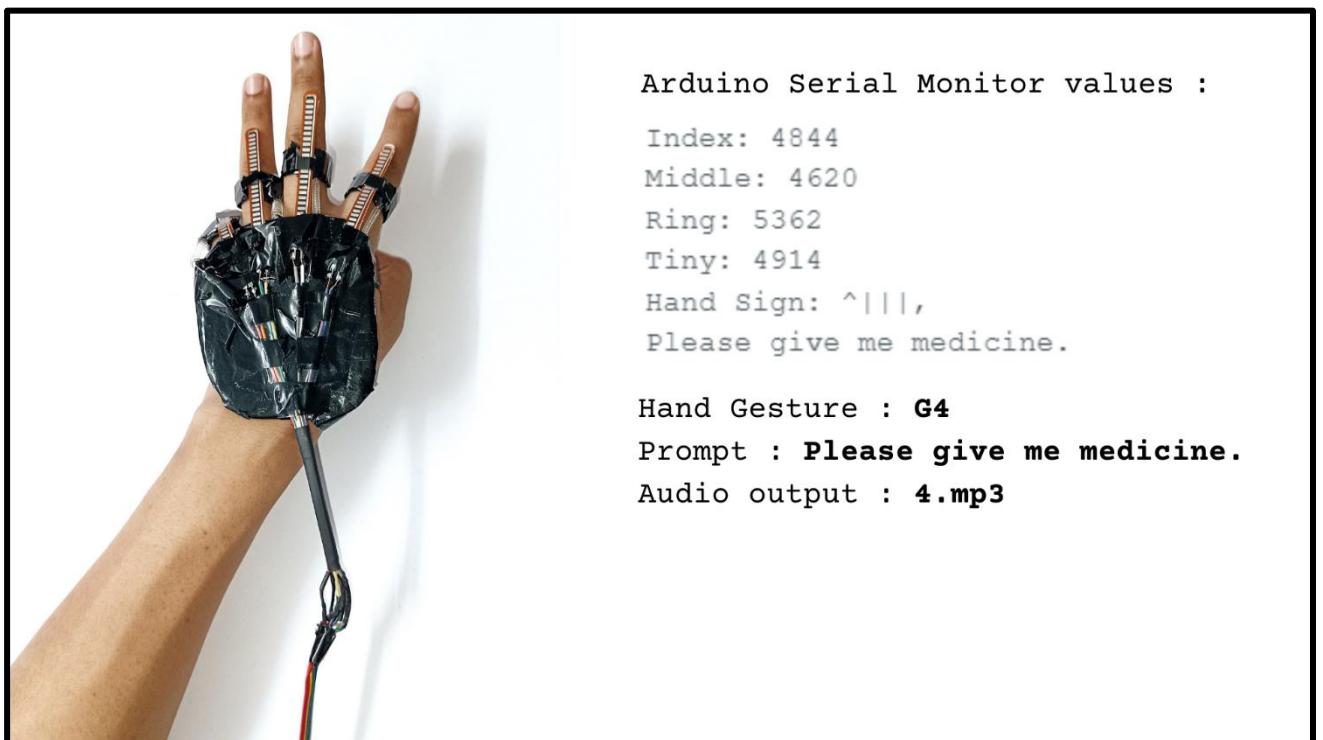 Arduino Serial Monitor values :
Index: 4844
Middle: 4620
Ring: 5362
Tiny: 4914
Hand Sign: ^|||,
Please give me medicine.
Hand Gesture : G4
Prompt : Please give me medicine.
Audio output : 4.mp3